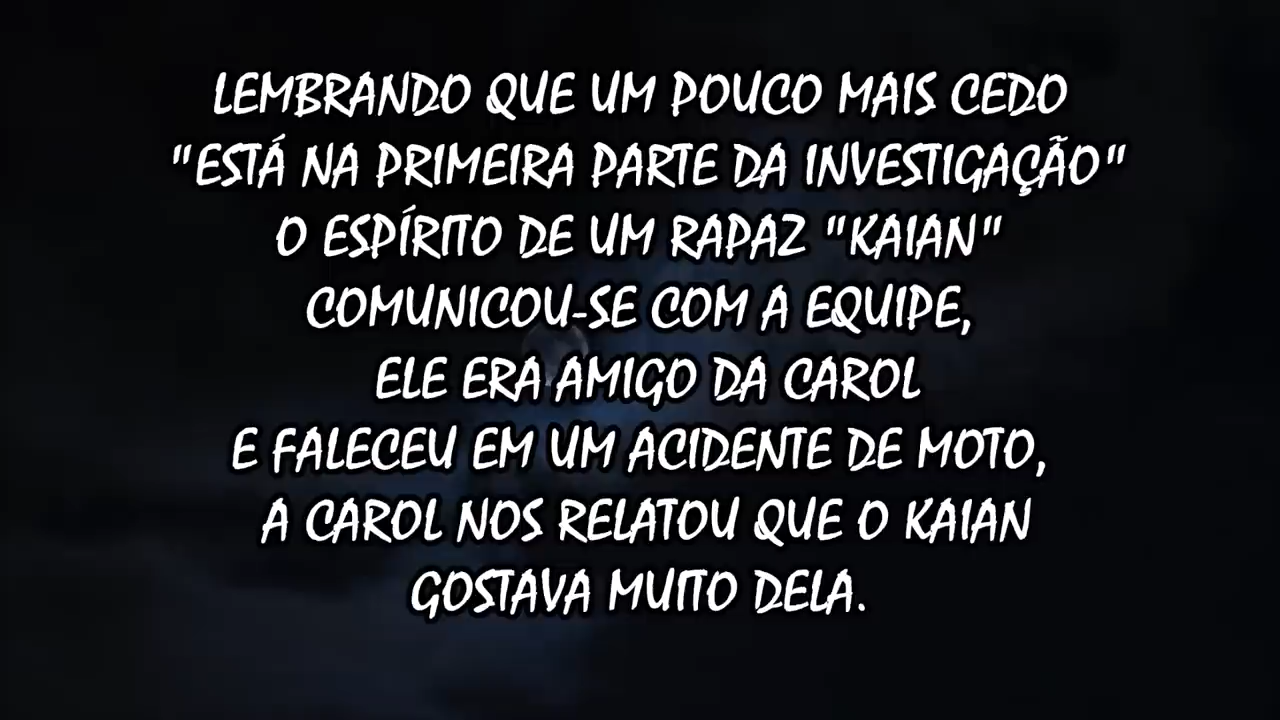 LEMBRANDO QUE UM POUCO MAIS CEDO
"ESTÁ NA PRIMEIRA PARTE DA INVESTIGAÇÃO"
O ESPÍRITO DE UM RAPAZ "KAIAN"
COMUNICOU-SE COM A EQUIPE,
ELE ERA AMIGO DA CAROL
E FALECEU EM UM ACIDENTE DE MOTO,
A CAROL NOS RELATOU QUE O KAIAN
GOSTAVA MUITO DELA.